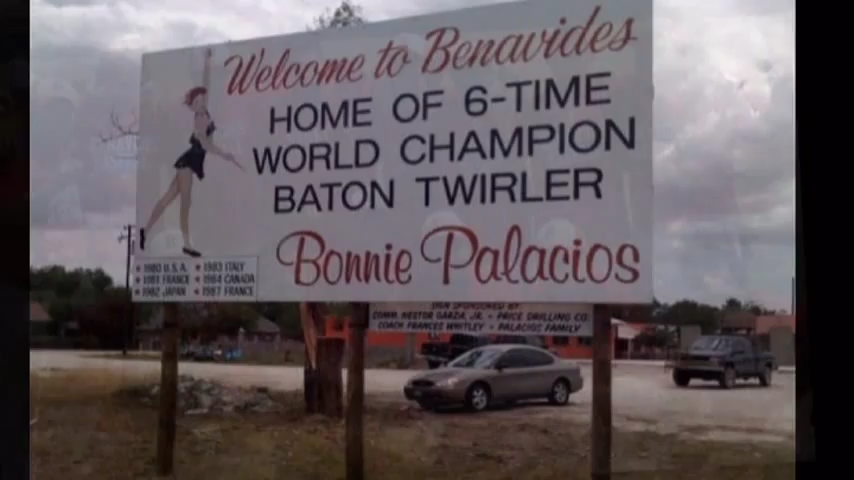 Welcome to Benavides
HOME OF 6-TIME
WORLD CHAMPION
BATON TWIRLER
Bonnie Palacios
★ 1980 U.S.A. ★ 1983 ITALY
★ 1981 FRANCE ★ 1984 CANADA
★ 1982 JAPAN ★ 1987 FRANCE
SIGN SPONSORED BY:
COMM. NESTOR GARZA, JR. - PRICE DRILLING CO.
COACH FRANCES WHITLEY - PALACIOS FAMILY